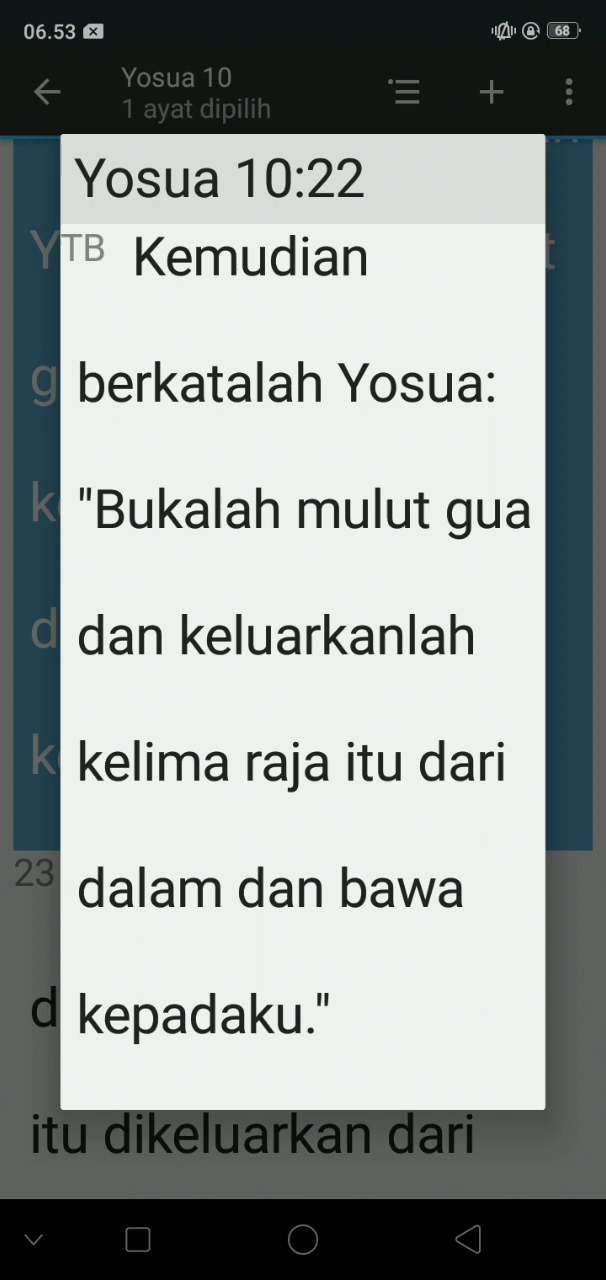 06.53
68
Yosua 10
1 ayat dipilih
Yosua 10:22
TB Kemudian
berkatalah Yosua:
"Bukalah mulut gua
dan keluarkanlah
kelima raja itu dari
dalam dan bawa
kepadaku."
23
itu dikeluarkan dari